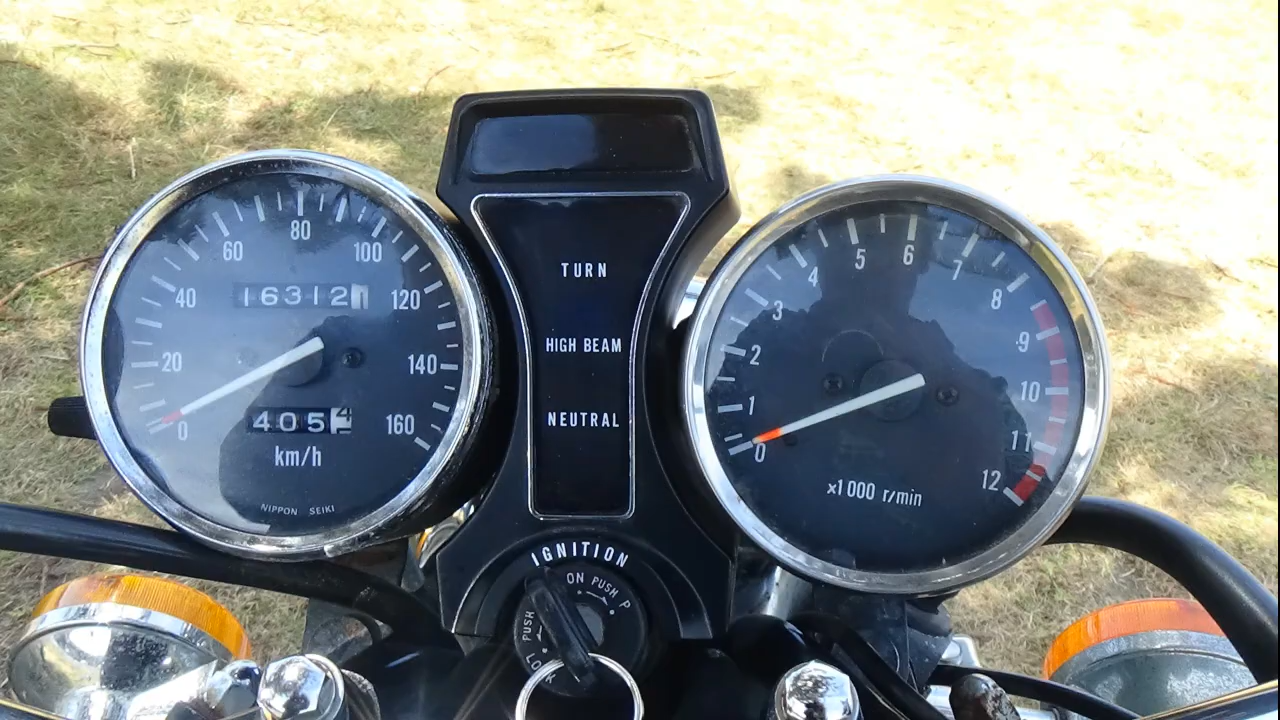 80
60
100
40
120
16312
20
140
4054
0
160
km/h
NIPPON SEIKI
TURN
HIGH BEAM
NEUTRAL
5
6
4
7
3
8
2
9
1
10
0
11
12
x1000 r/min
IGNITION
ON PUSH P
PUSH
LOCK